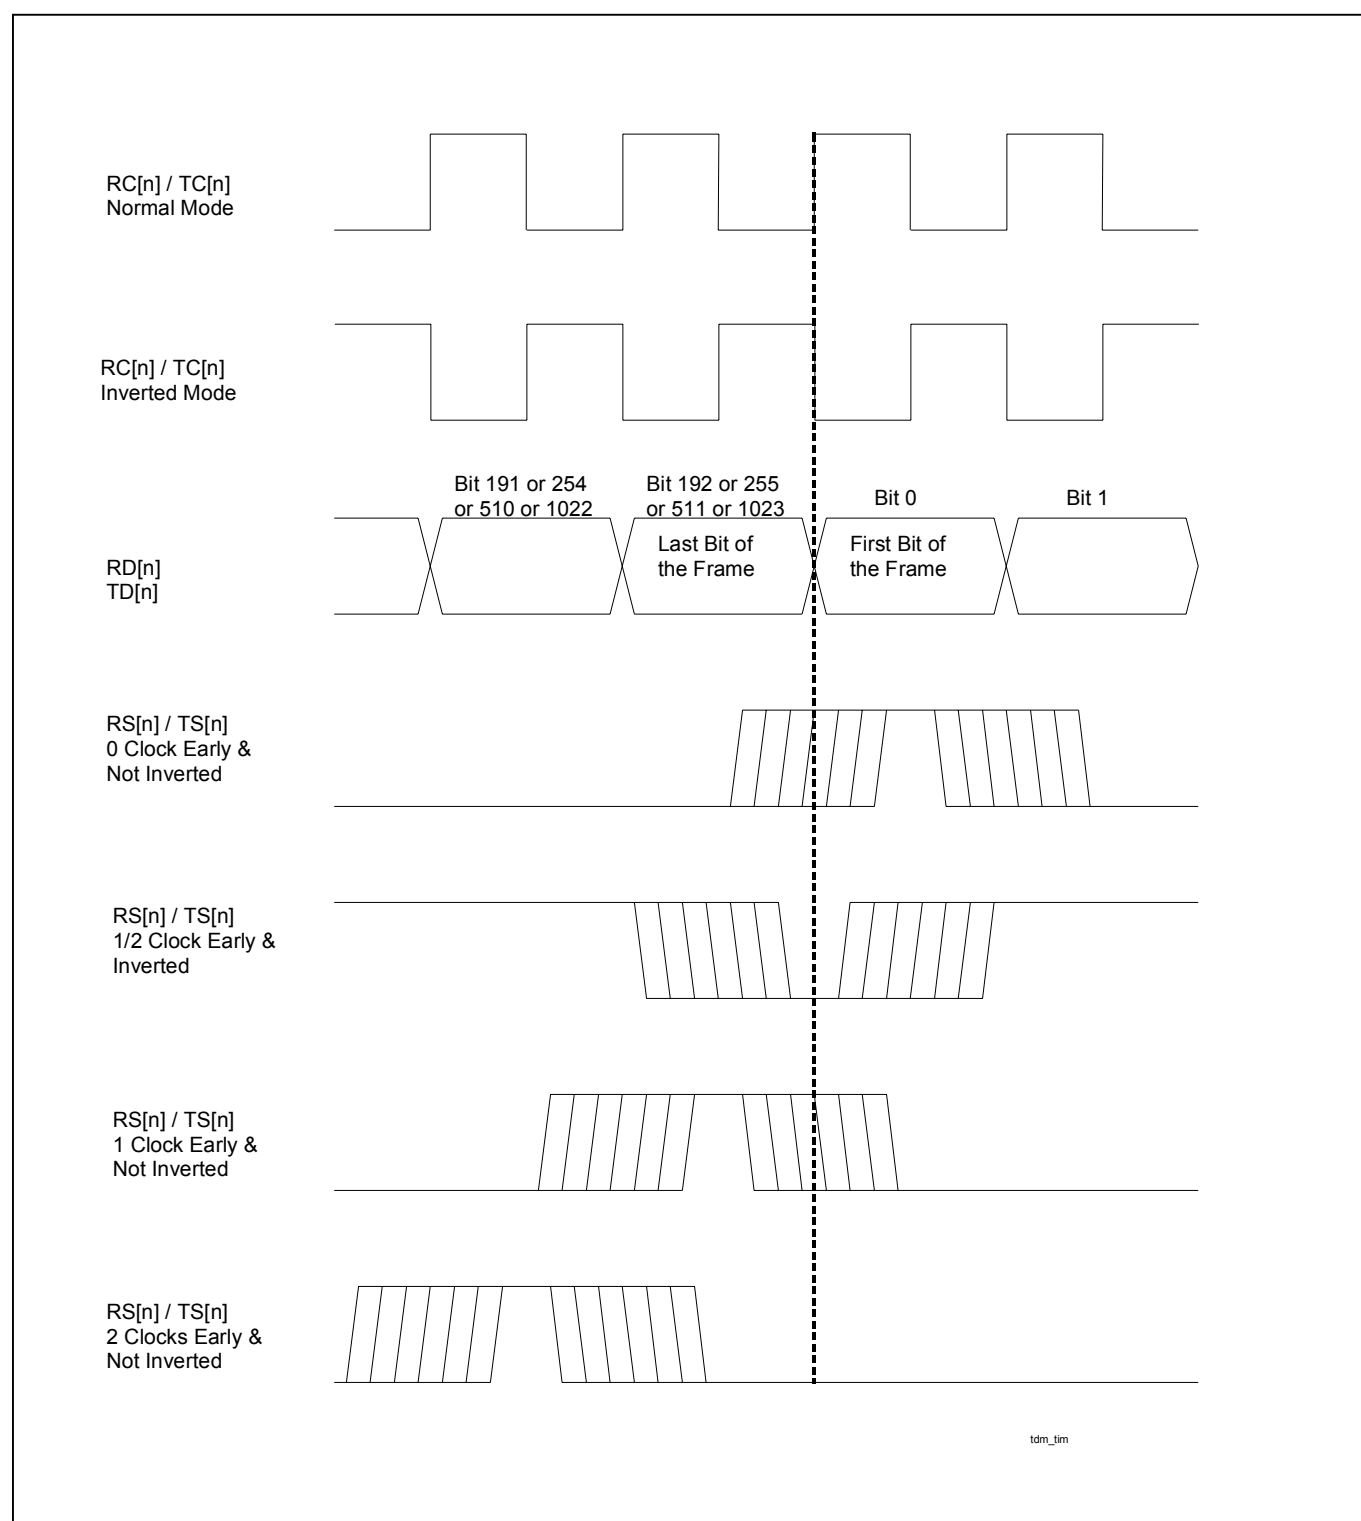 RC[n] / TC[n]
Normal Mode
RC[n] / TC[n]
Inverted Mode
Bit 191 or 254
or 510 or 1022
Bit 192 or 255
or 511 or 1023
Bit 0
Bit 1
Last Bit of
the Frame
First Bit of
the Frame
RD[n]
TD[n]
RS[n] / TS[n]
0 Clock Early &
Not Inverted
RS[n] / TS[n]
1/2 Clock Early &
Inverted
RS[n] / TS[n]
1 Clock Early &
Not Inverted
RS[n] / TS[n]
2 Clocks Early &
Not Inverted
tdm_tim